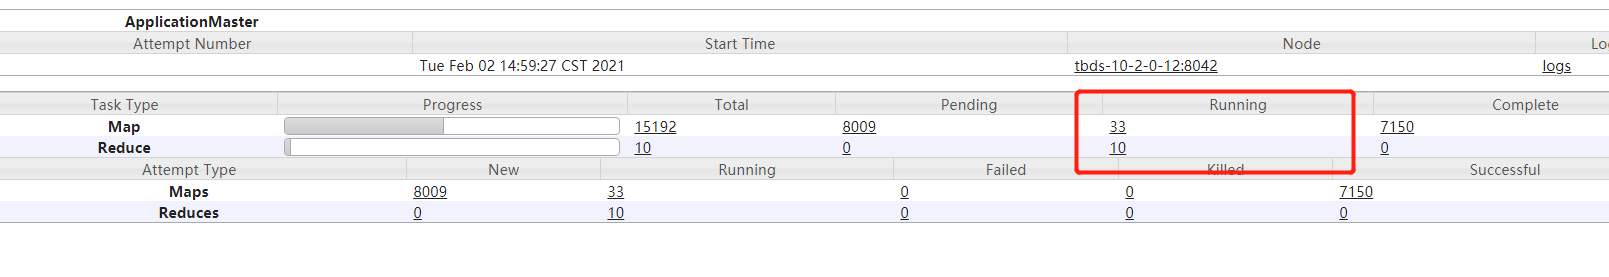 ApplicationMaster
Attempt Number Start Time Node Lo
Tue Feb 02 14:59:27 CST 2021 tbds-10-2-0-12:8042 logs
Task Type Progress Total Pending Running Complete
Map 15192 8009 33 7150
Reduce 10 0 10 0
Attempt Type New Running Failed Killed Successful
Maps 8009 33 0 0 7150
Reduces 0 10 0 0 0